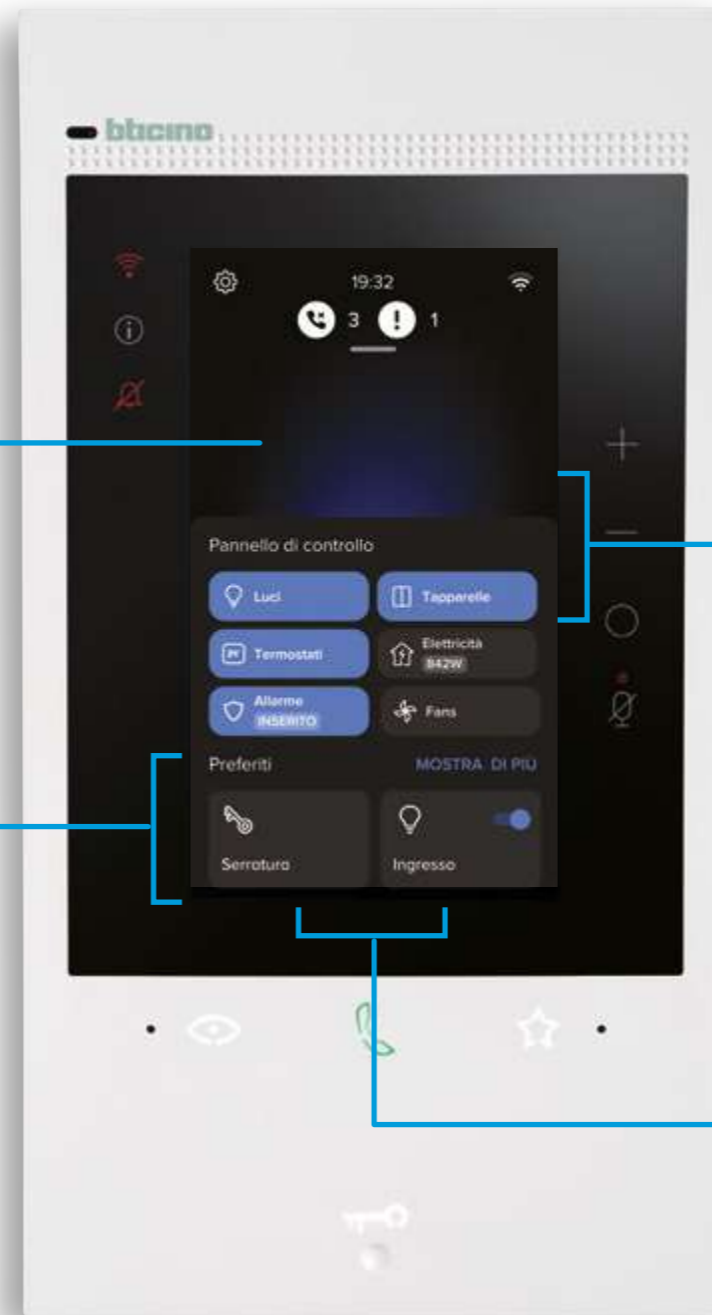 bticino
19:32
3 1
Pannello di controllo
Luci Tapparelle
Termostati Elettricità
842W
Allarme
INSERITO Fans
Preferiti MOSTRA DI PIÙ
Serratura Ingresso